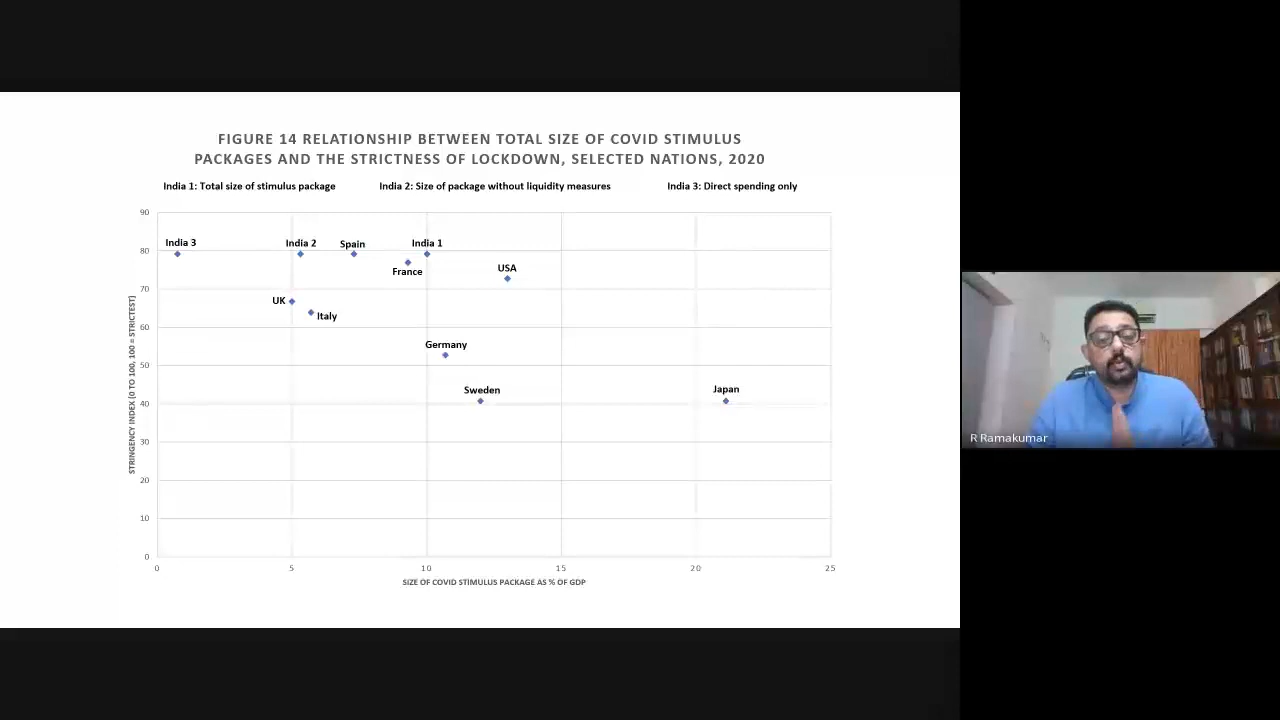 FIGURE 14 RELATIONSHIP BETWEEN TOTAL SIZE OF COVID STIMULUS
PACKAGES AND THE STRICTNESS OF LOCKDOWN, SELECTED NATIONS, 2020
India 1: Total size of stimulus package
India 2: Size of package without liquidity measures
India 3: Direct spending only
STRINGENCY INDEX (0 TO 100, 100 = STRICTEST)
90
80
70
60
50
40
30
20
10
0
India 3
India 2
Spain
India 1
France
USA
UK
Italy
Germany
Sweden
Japan
0
5
10
15
20
25
SIZE OF COVID STIMULUS PACKAGE AS % OF GDP
R Ramakumar